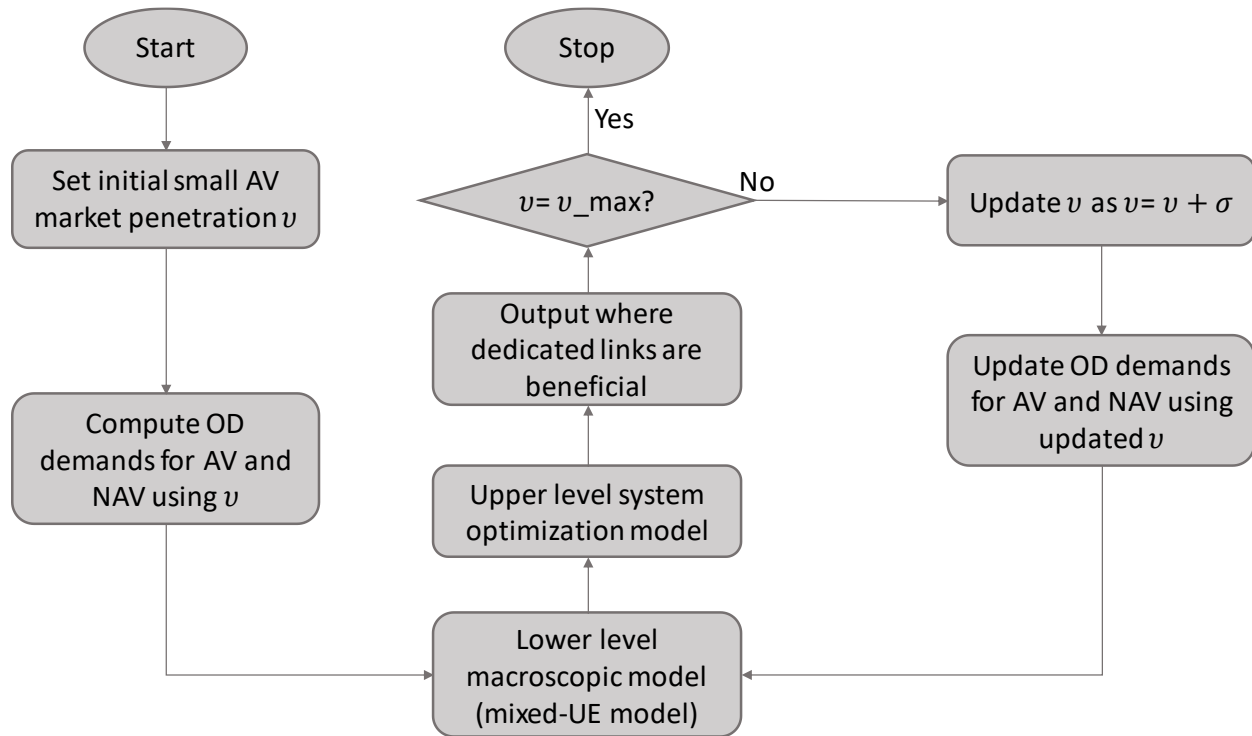 Start
Set initial small AV
market penetration 𝜐
Compute OD
demands for AV and
NAV using 𝜐
Lower level
macroscopic model
(mixed-UE model)
Upper level system
optimization model
Output where
dedicated links are
beneficial
𝜐= 𝜐_max?
Yes
Stop
No
Update 𝜐 as 𝜐= 𝜐 + 𝜎
Update OD demands
for AV and NAV using
updated 𝜐